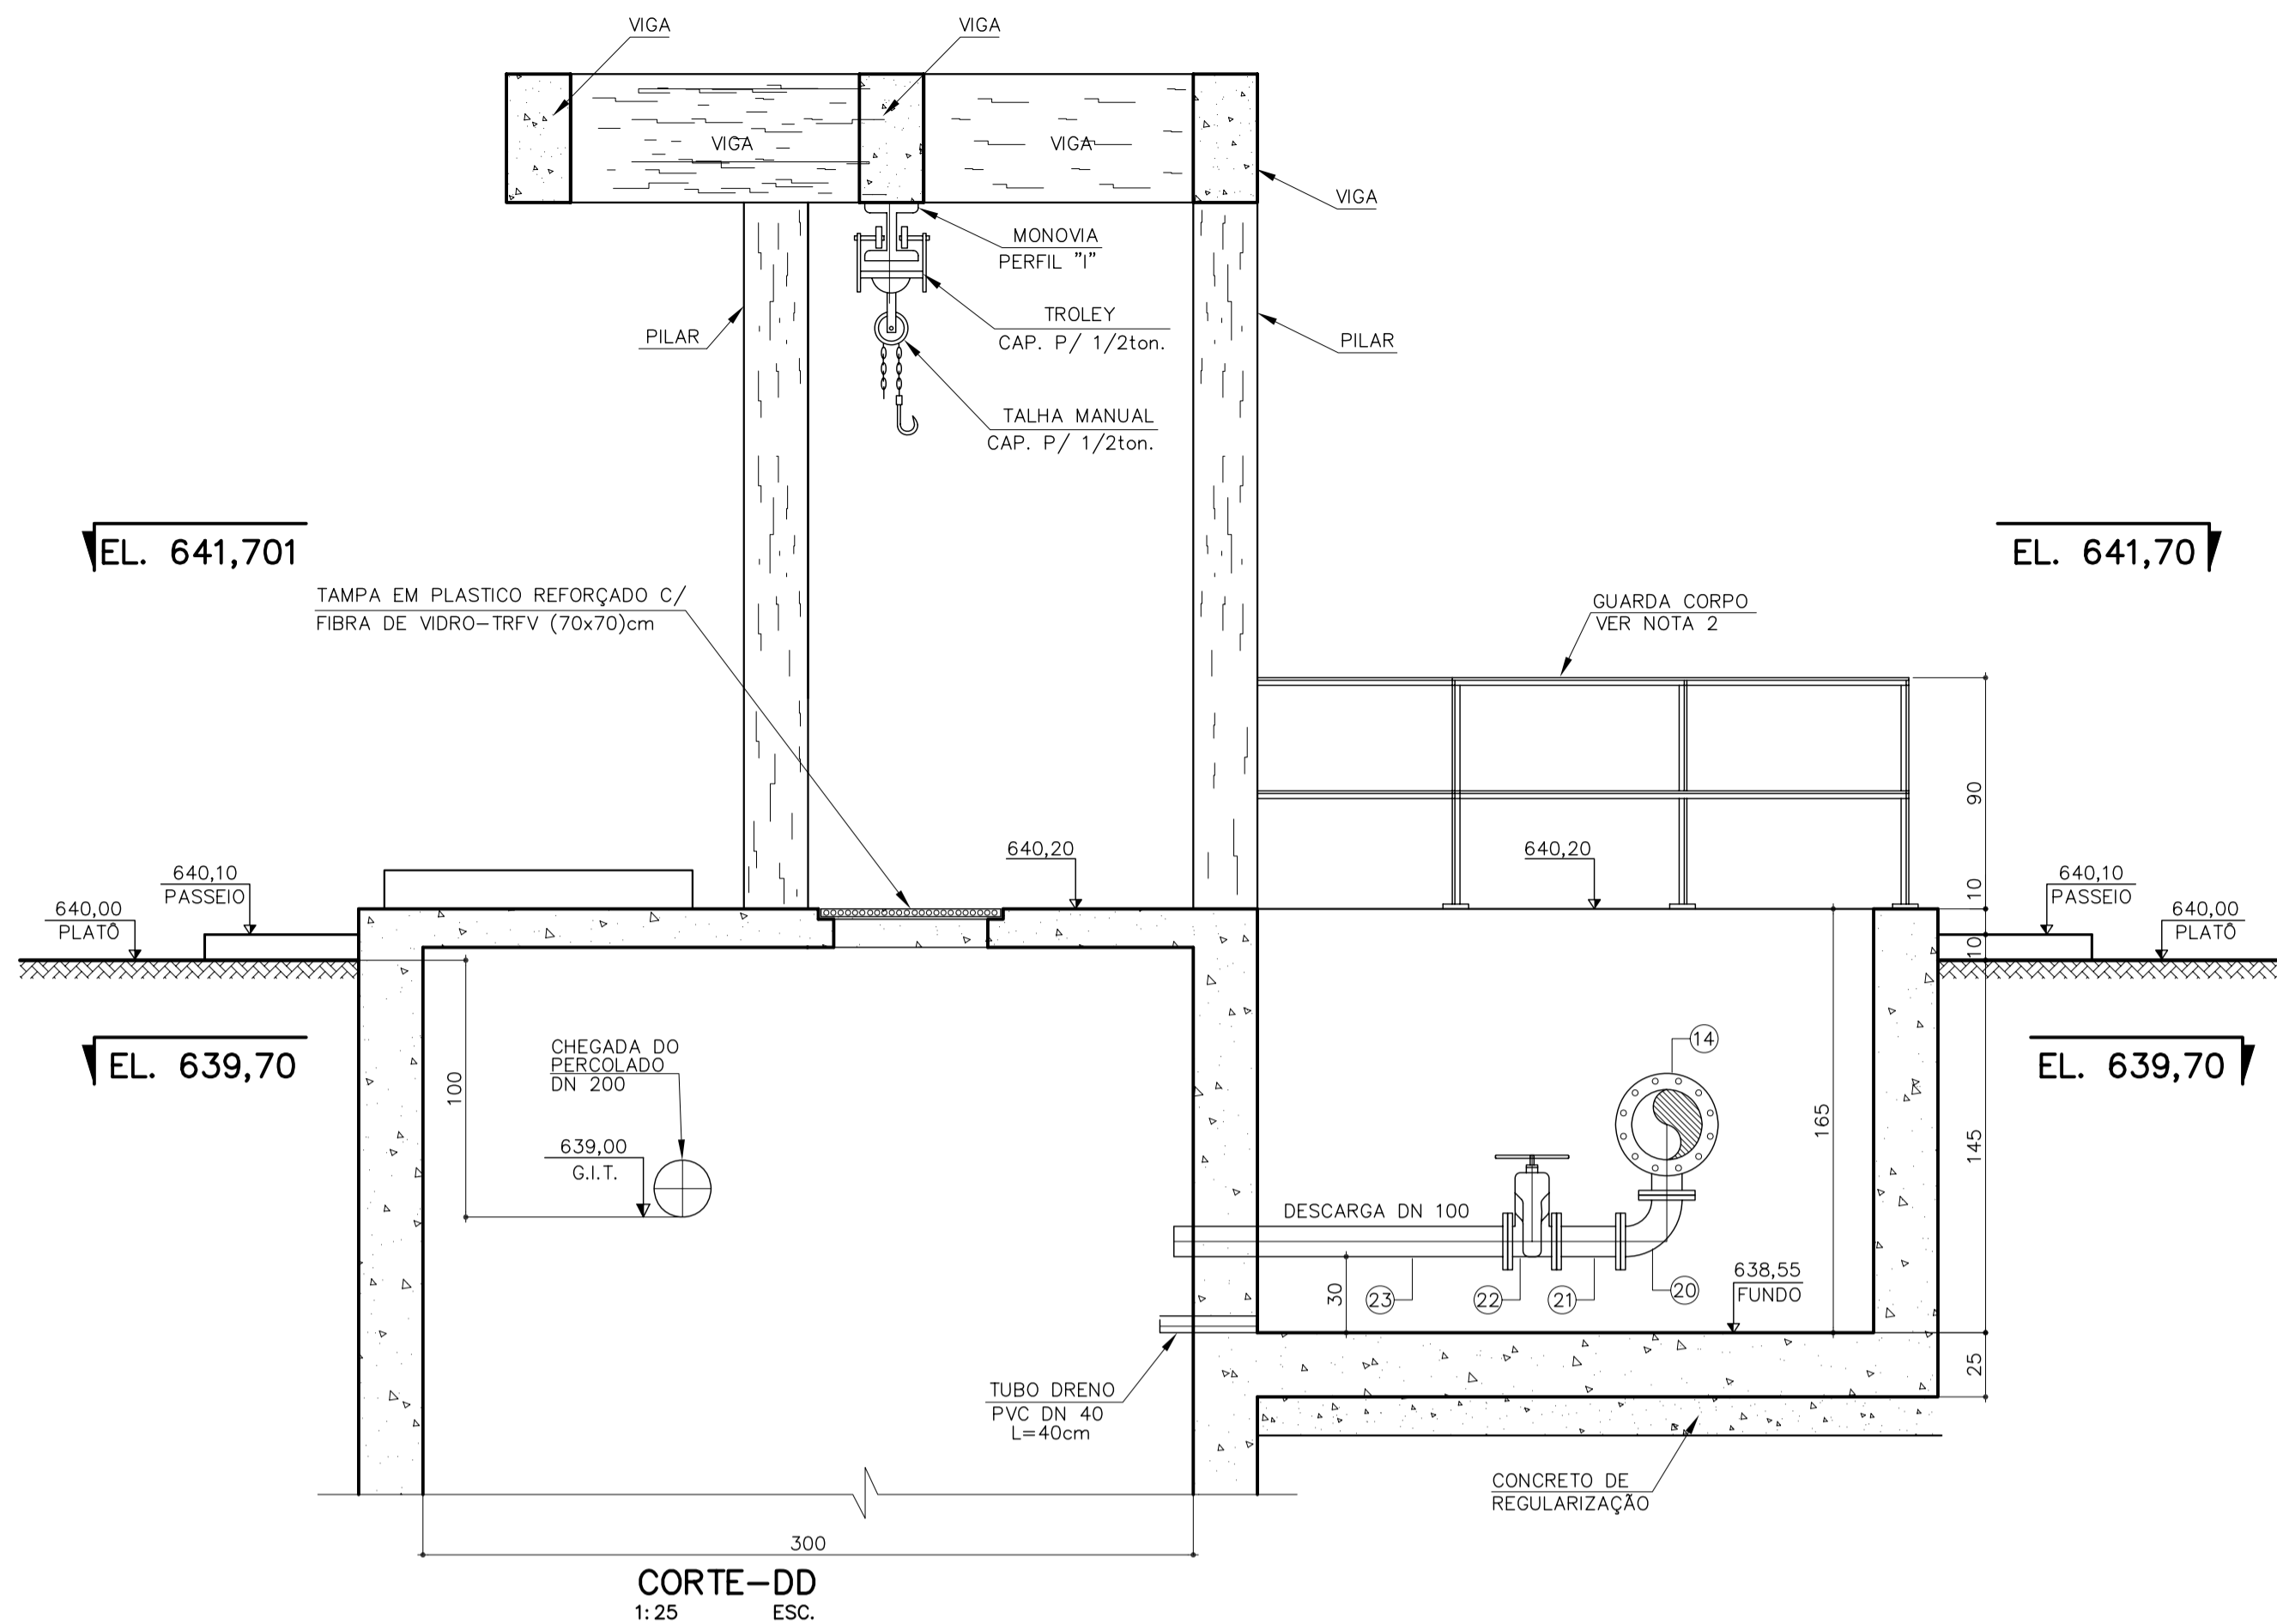 VIGA
VIGA
VIGA
VIGA
VIGA
MONOVIA
PERFIL "I"
TROLEY
CAP. P/ 1/2ton.
PILAR
PILAR
TALHA MANUAL
CAP. P/ 1/2ton.
EL. 641,701
EL. 641,70
TAMPA EM PLASTICO REFORÇADO C/
FIBRA DE VIDRO-TRFV (70x70)cm
GUARDA CORPO
VER NOTA 2
90
640,20
640,20
640,10
PASSEIO
640,00
PLATÔ
10
640,10
PASSEIO
640,00
PLATÔ
10
EL. 639,70
EL. 639,70
CHEGADA DO
PERCOLADO
DN 200
100
639,00
G.I.T.
14
165
145
DESCARGA DN 100
30
23
22
21
20
638,55
FUNDO
25
TUBO DRENO
PVC DN 40
L=40cm
CONCRETO DE
REGULARIZAÇÃO
300
CORTE-DD
1:25 ESC.